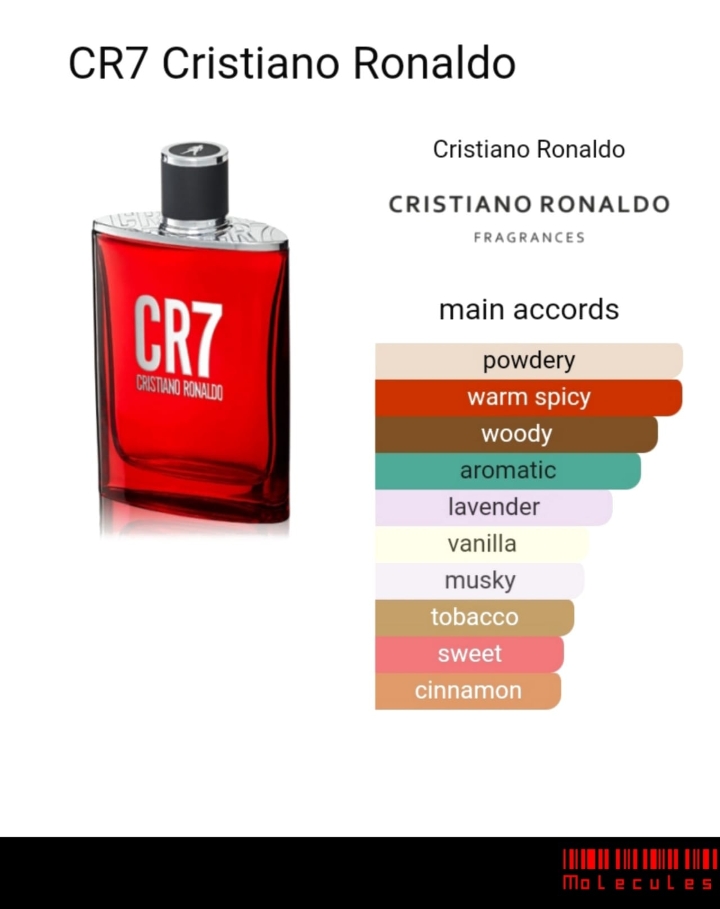 CR7 Cristiano Ronaldo
Cristiano Ronaldo
CRISTIANO RONALDO
FRAGRANCES
CR7
CRISTIANO RONALDO
main accords
powdery
warm spicy
woody
aromatic
lavender
vanilla
musky
tobacco
sweet
cinnamon
Molecules